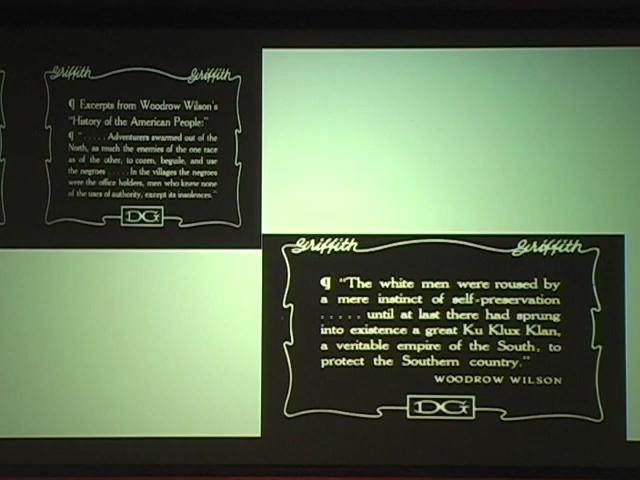 Griffith Griffith
¶ Excerpts from Woodrow Wilson's
"History of the American People:"
¶ ". . . . . Adventurers swarmed out of the
North, as much the enemies of the one race
as of the other, to cozen, beguile, and use
the negroes . . . . . In the villages the negroes
were the office holders, men who knew none
of the uses of authority, except its insolences."
DG
Griffith Griffith
¶ "The white men were roused by
a mere instinct of self-preservation
. . . . . until at last there had sprung
into existence a great Ku Klux Klan,
a veritable empire of the South, to
protect the Southern country."
WOODROW WILSON
DG